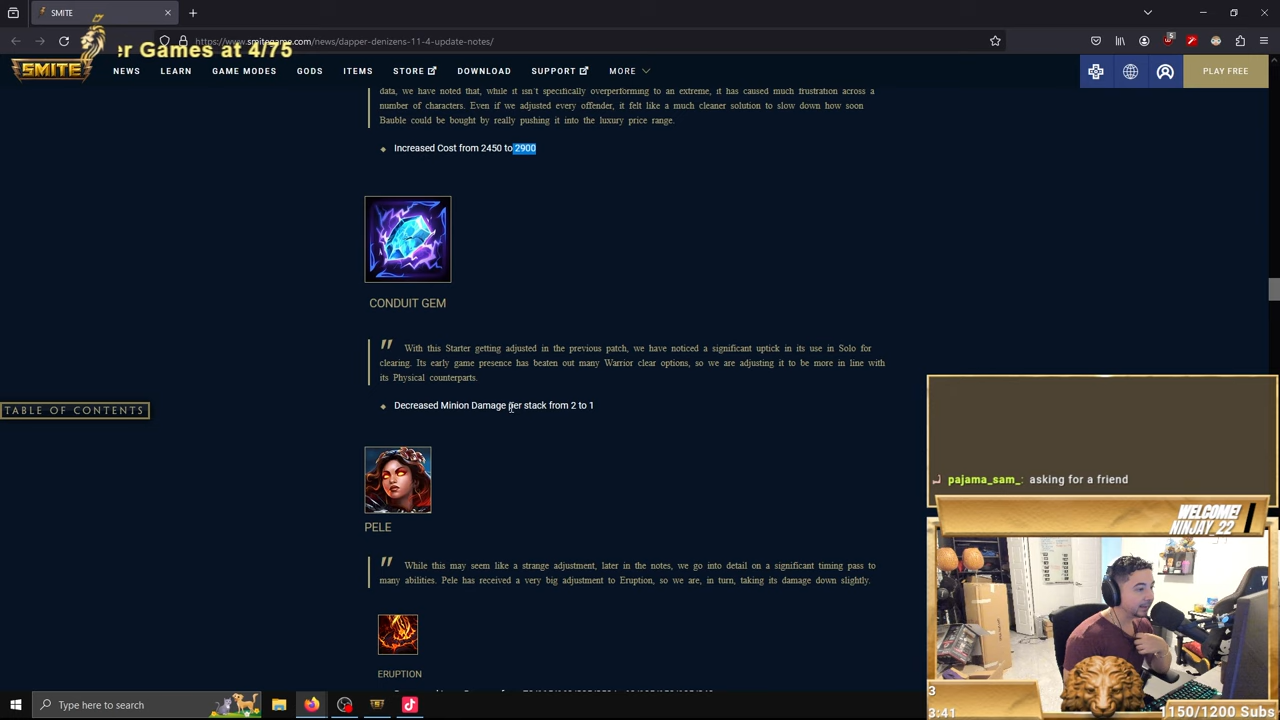 SMITE
er Games at 4/75
https://www.smitegame.com/news/dapper-denizens-11-4-update-notes/
5
SMITE
NEWS LEARN GAME MODES GODS ITEMS STORE DOWNLOAD SUPPORT MORE PLAY FREE
data, we have noted that, while it isn't specifically overperforming to an extreme, it has caused much frustration across a
number of characters. Even if we adjusted every offender, it felt like a much cleaner solution to slow down how soon
Bauble could be bought by really pushing it into the luxury price range.
Increased Cost from 2450 to 2900
CONDUIT GEM
" With this Starter getting adjusted in the previous patch, we have noticed a significant uptick in its use in Solo for
clearing. Its early game presence has beaten out many Warrior clear options, so we are adjusting it to be more in line with
its Physical counterparts.
TABLE OF CONTENTS
Decreased Minion Damage per stack from 2 to 1
PELE
" While this may seem like a strange adjustment, later in the notes, we go into detail on a significant timing pass to
many abilities. Pele has received a very big adjustment to Eruption, so we are, in turn, taking its damage down slightly.
ERUPTION
pajama_sam_: asking for a friend
WELCOME!
NINJAY_22
3
3:41
1150/1200 Subs
Type here to search